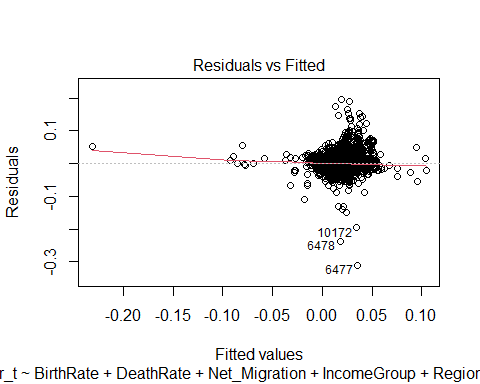 Residuals vs Fitted
Residuals
0.1
-0.1
-0.3
10172
6478
6477
-0.20 -0.15 -0.10 -0.05 0.00 0.05 0.10
Fitted values
r_t ~ BirthRate + DeathRate + Net_Migration + IncomeGroup + Region